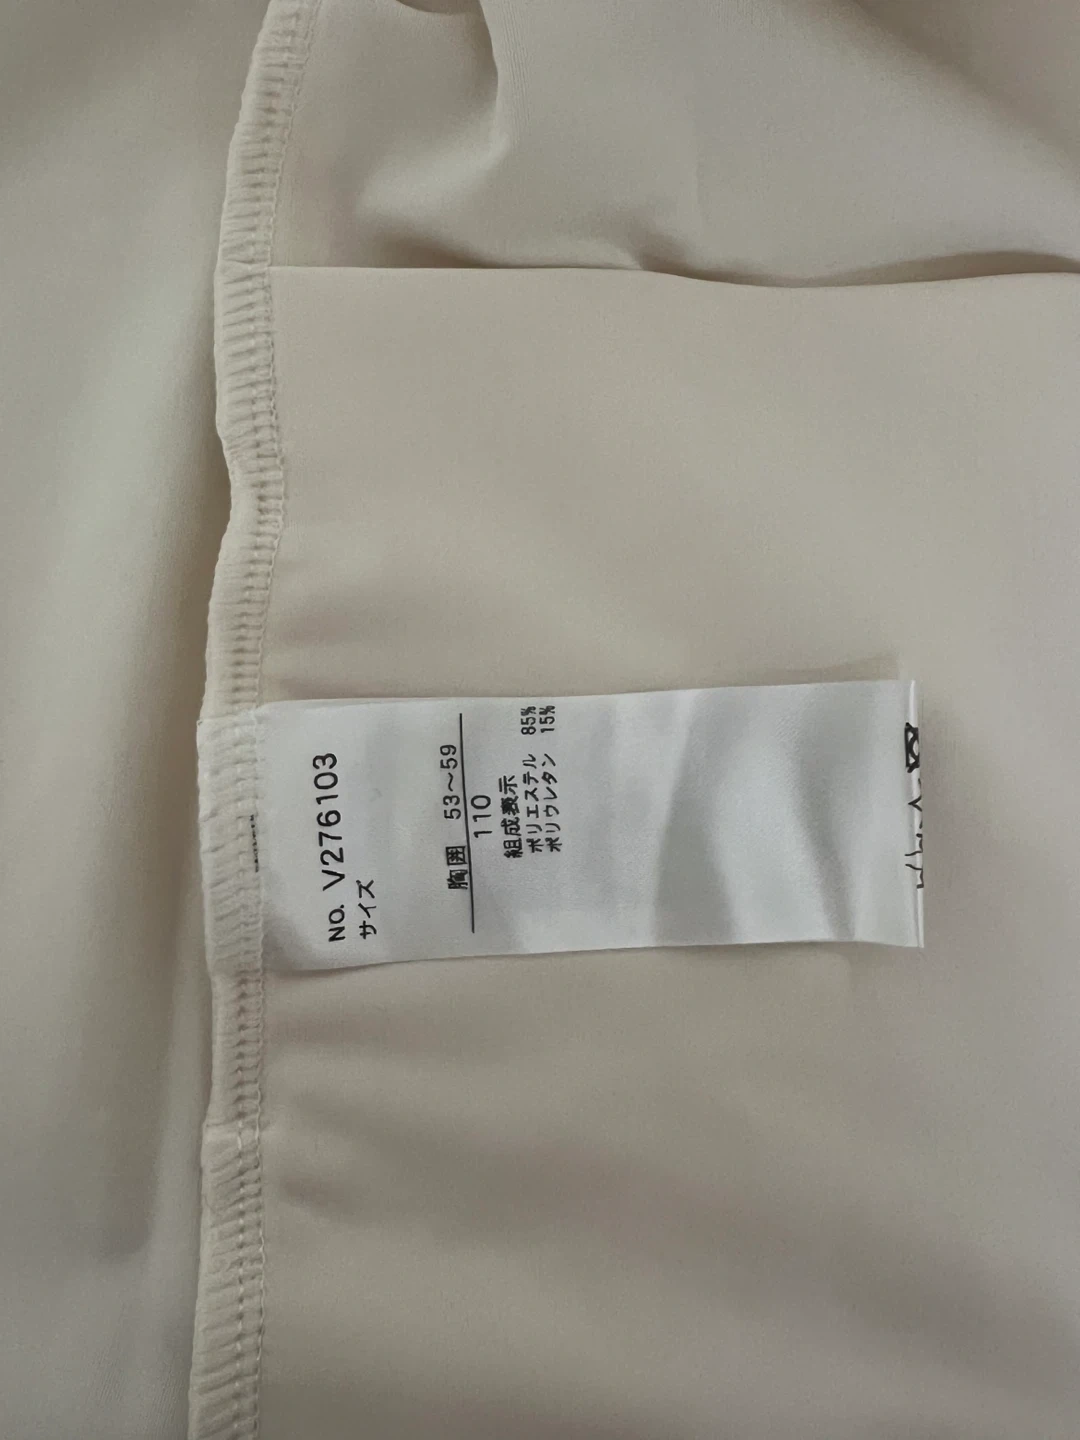 NO. V276103
サイズ
胸囲 53~59
110
組成表示
ポリエステル 85%
ポリウレタン 15%